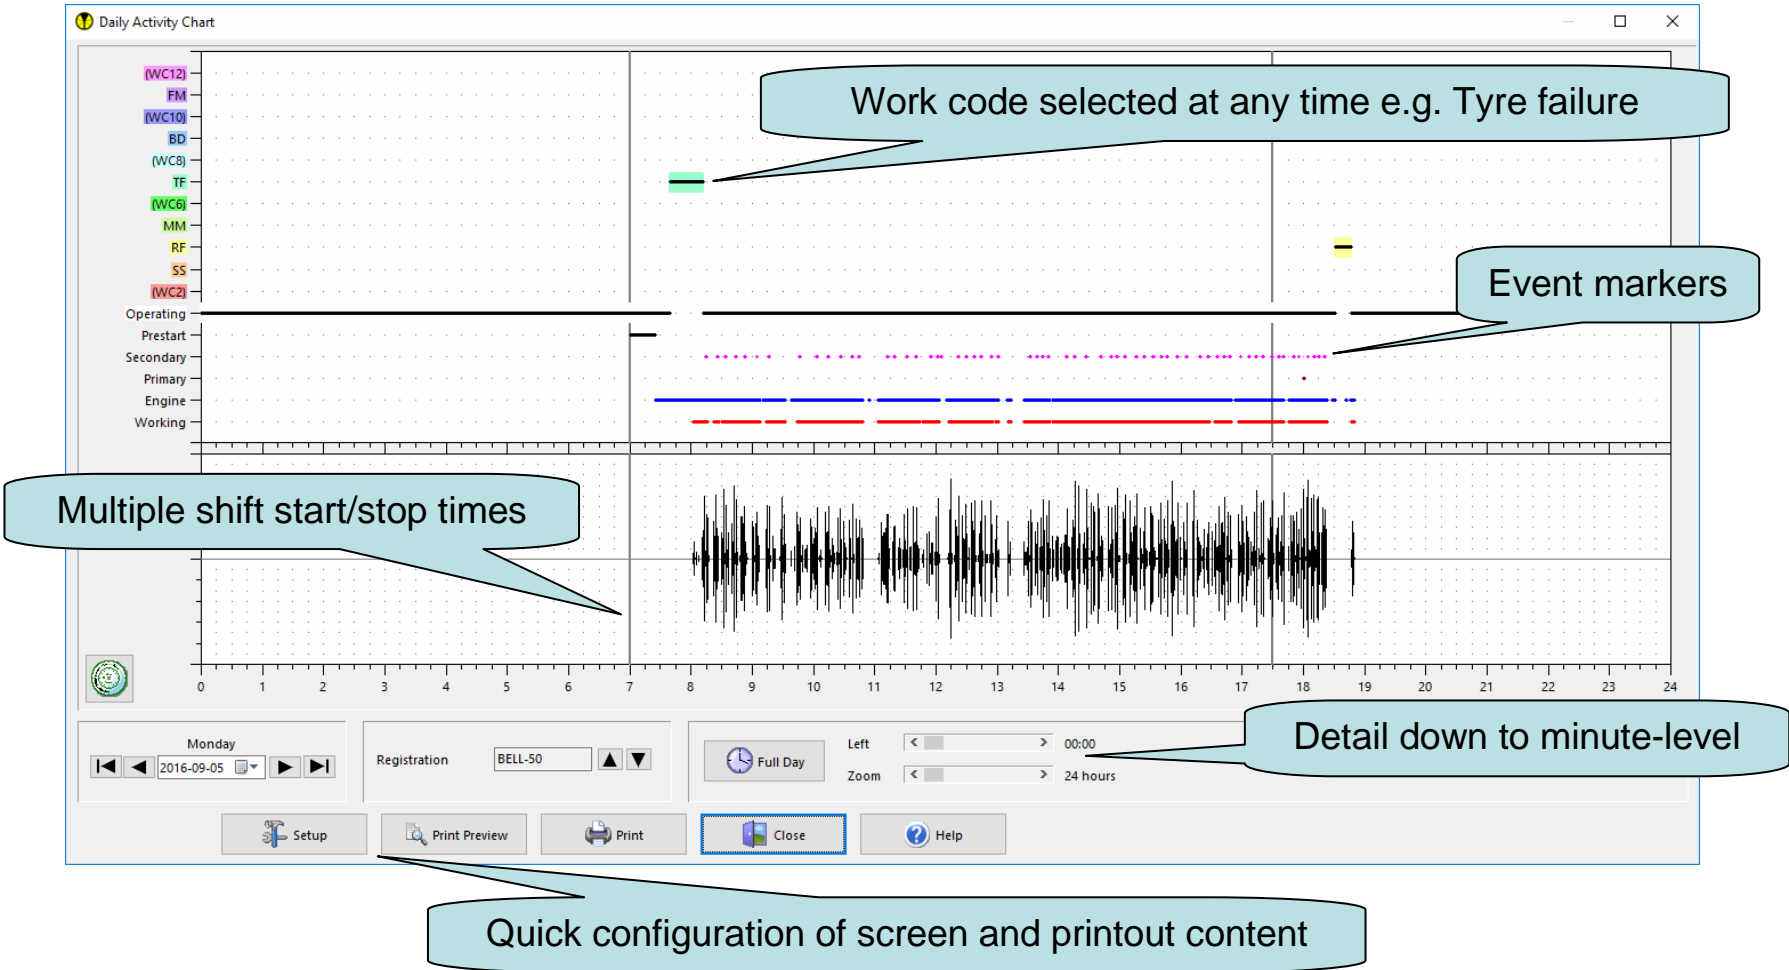 Daily Activity Chart
(WC12)
FM
(WC10)
BD
(WC8)
TF
(WC6)
MM
RF
SS
(WC2)
Operating
Prestart
Secondary
Primary
Engine
Working
Work code selected at any time e.g. Tyre failure
Event markers
Multiple shift start/stop times
0 1 2 3 4 5 6 7 8 9 10 11 12 13 14 15 16 17 18 19 20 21 22 23 24
Monday
2016-09-05
Registration
BELL-50
Full Day
Left
00:00
Zoom
24 hours
Detail down to minute-level
Setup
Print Preview
Print
Close
Help
Quick configuration of screen and printout content